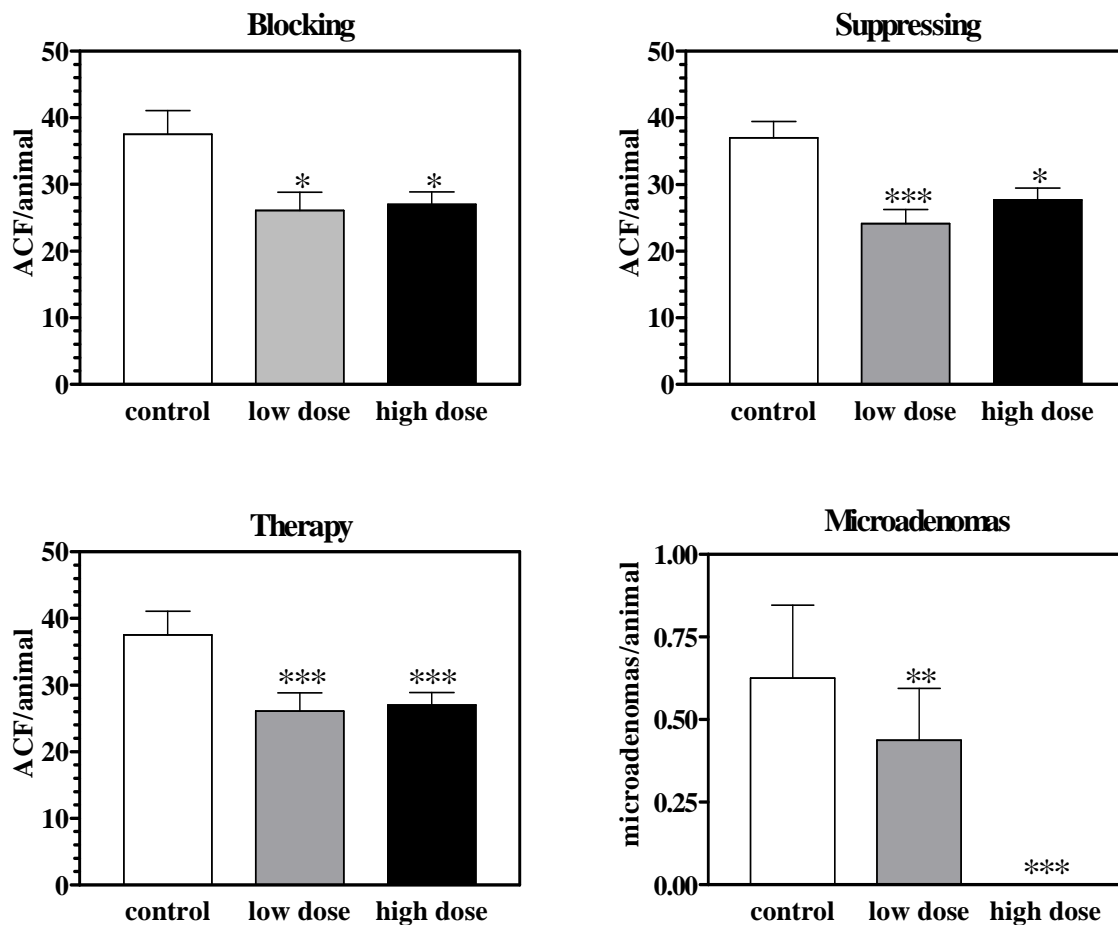 Blocking
ACF/animal
50
40
30
20
10
0
*
*
control low dose high dose
Suppressing
ACF/animal
50
40
30
20
10
0
***
*
control low dose high dose
Therapy
ACF/animal
50
40
30
20
10
0
***
***
control low dose high dose
Microadenomas
microadenomas/animal
1.00
0.75
0.50
0.25
0.00
**
***
control low dose high dose